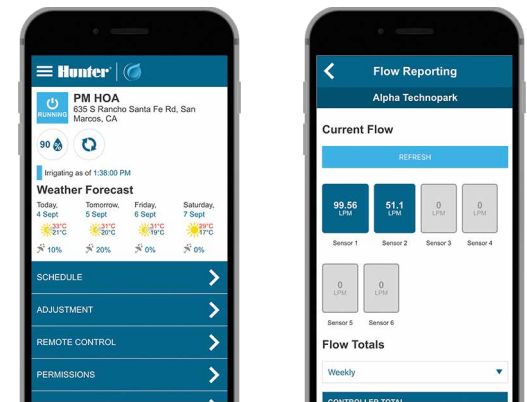 Hunter
PM HOA
635 S Rancho Santa Fe Rd, San
Marcos, CA
RUNNING
90 %
Irrigating as of 1:38:00 PM
Weather Forecast
Today, Tomorrow, Friday, Saturday,
4 Sept 5 Sept 6 Sept 7 Sept
33°C 31°C 31°C 29°C
21°C 20°C 19°C 17°C
10% 20% 0% 0%
SCHEDULE
ADJUSTMENT
REMOTE CONTROL
PERMISSIONS
Flow Reporting
Alpha Technopark
Current Flow
REFRESH
99.56 51.1 0 0
LPM LPM LPM LPM
Sensor 1 Sensor 2 Sensor 3 Sensor 4
0 0
LPM LPM
Sensor 5 Sensor 6
Flow Totals
Weekly
CONTROLLER TOTAL